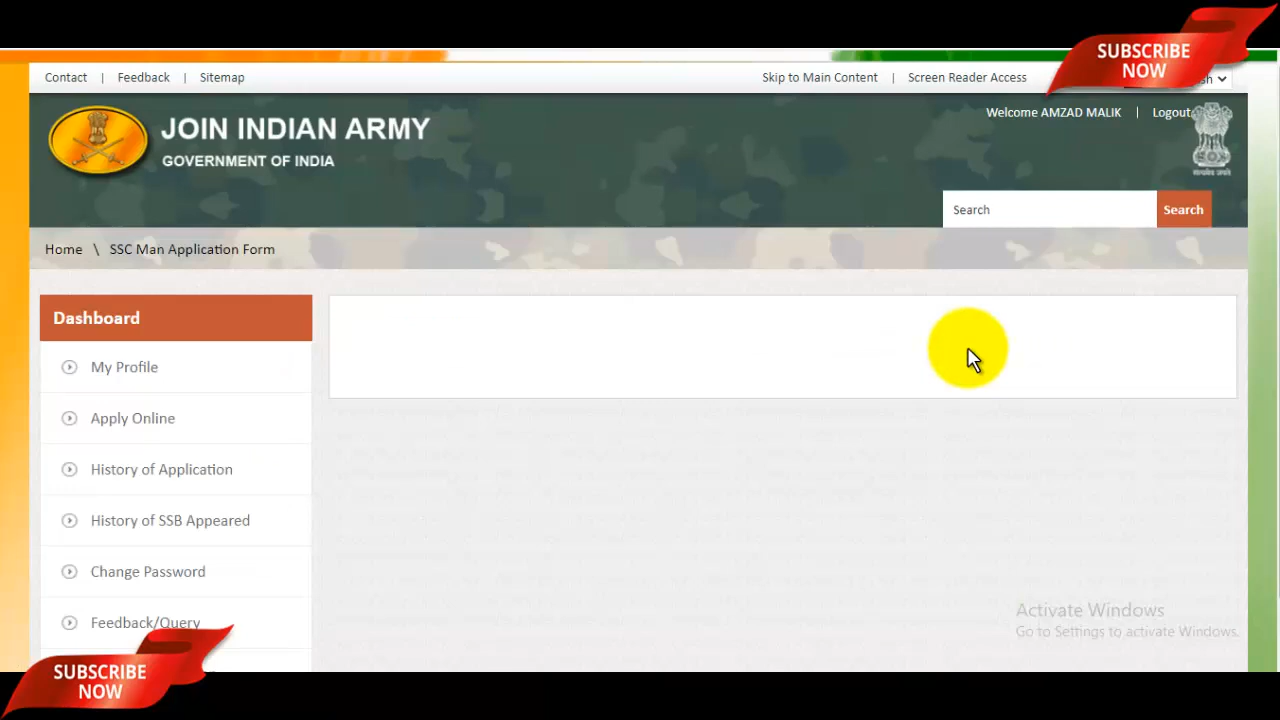 SUBSCRIBE
NOW
Contact | Feedback | Sitemap
Skip to Main Content | Screen Reader Access
JOIN INDIAN ARMY
GOVERNMENT OF INDIA
Welcome AMZAD MALIK | Logout
Search Search
Home \ SSC Man Application Form
Dashboard
My Profile
Apply Online
History of Application
History of SSB Appeared
Change Password
Feedback/Query
Activate Windows
Go to Settings to activate Windows.
SUBSCRIBE
NOW